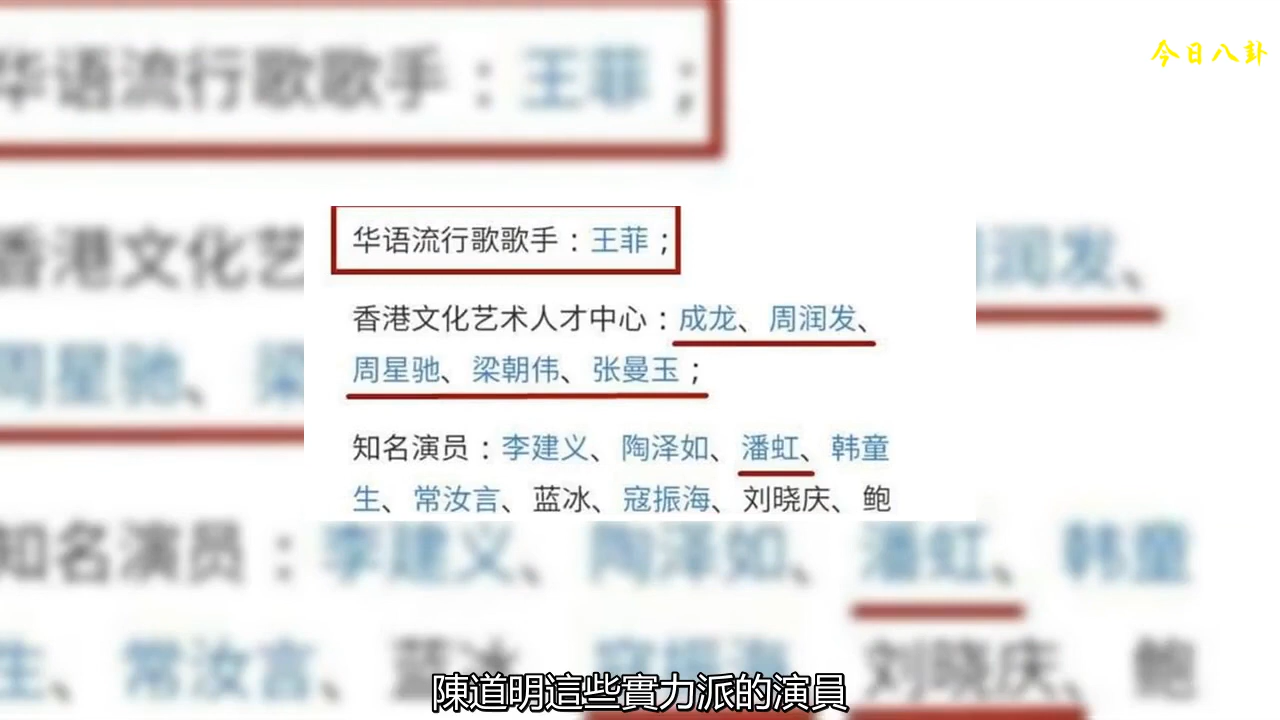 今日八卦
华语流行歌歌手：王菲；
香港文化艺术人才中心：成龙、周润发、
周星驰、梁朝伟、张曼玉；
知名演员：李建义、陶泽如、潘虹、韩童
生、常汝言、蓝冰、寇振海、刘晓庆、鲍
陳道明這些實力派的演員